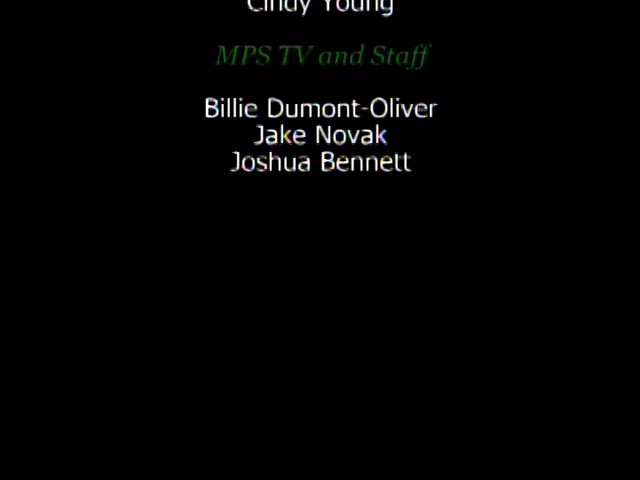 Cindy Young
MPS TV and Staff
Billie Dumont-Oliver
Jake Novak
Joshua Bennett